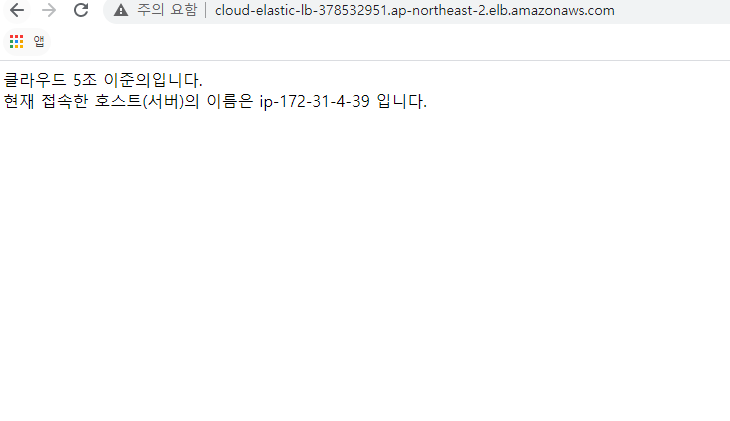 주의 요함 | cloud-elastic-lb-378532951.ap-northeast-2.elb.amazonaws.com
앱
클라우드 5조 이준의입니다.
현재 접속한 호스트(서버)의 이름은 ip-172-31-4-39 입니다.